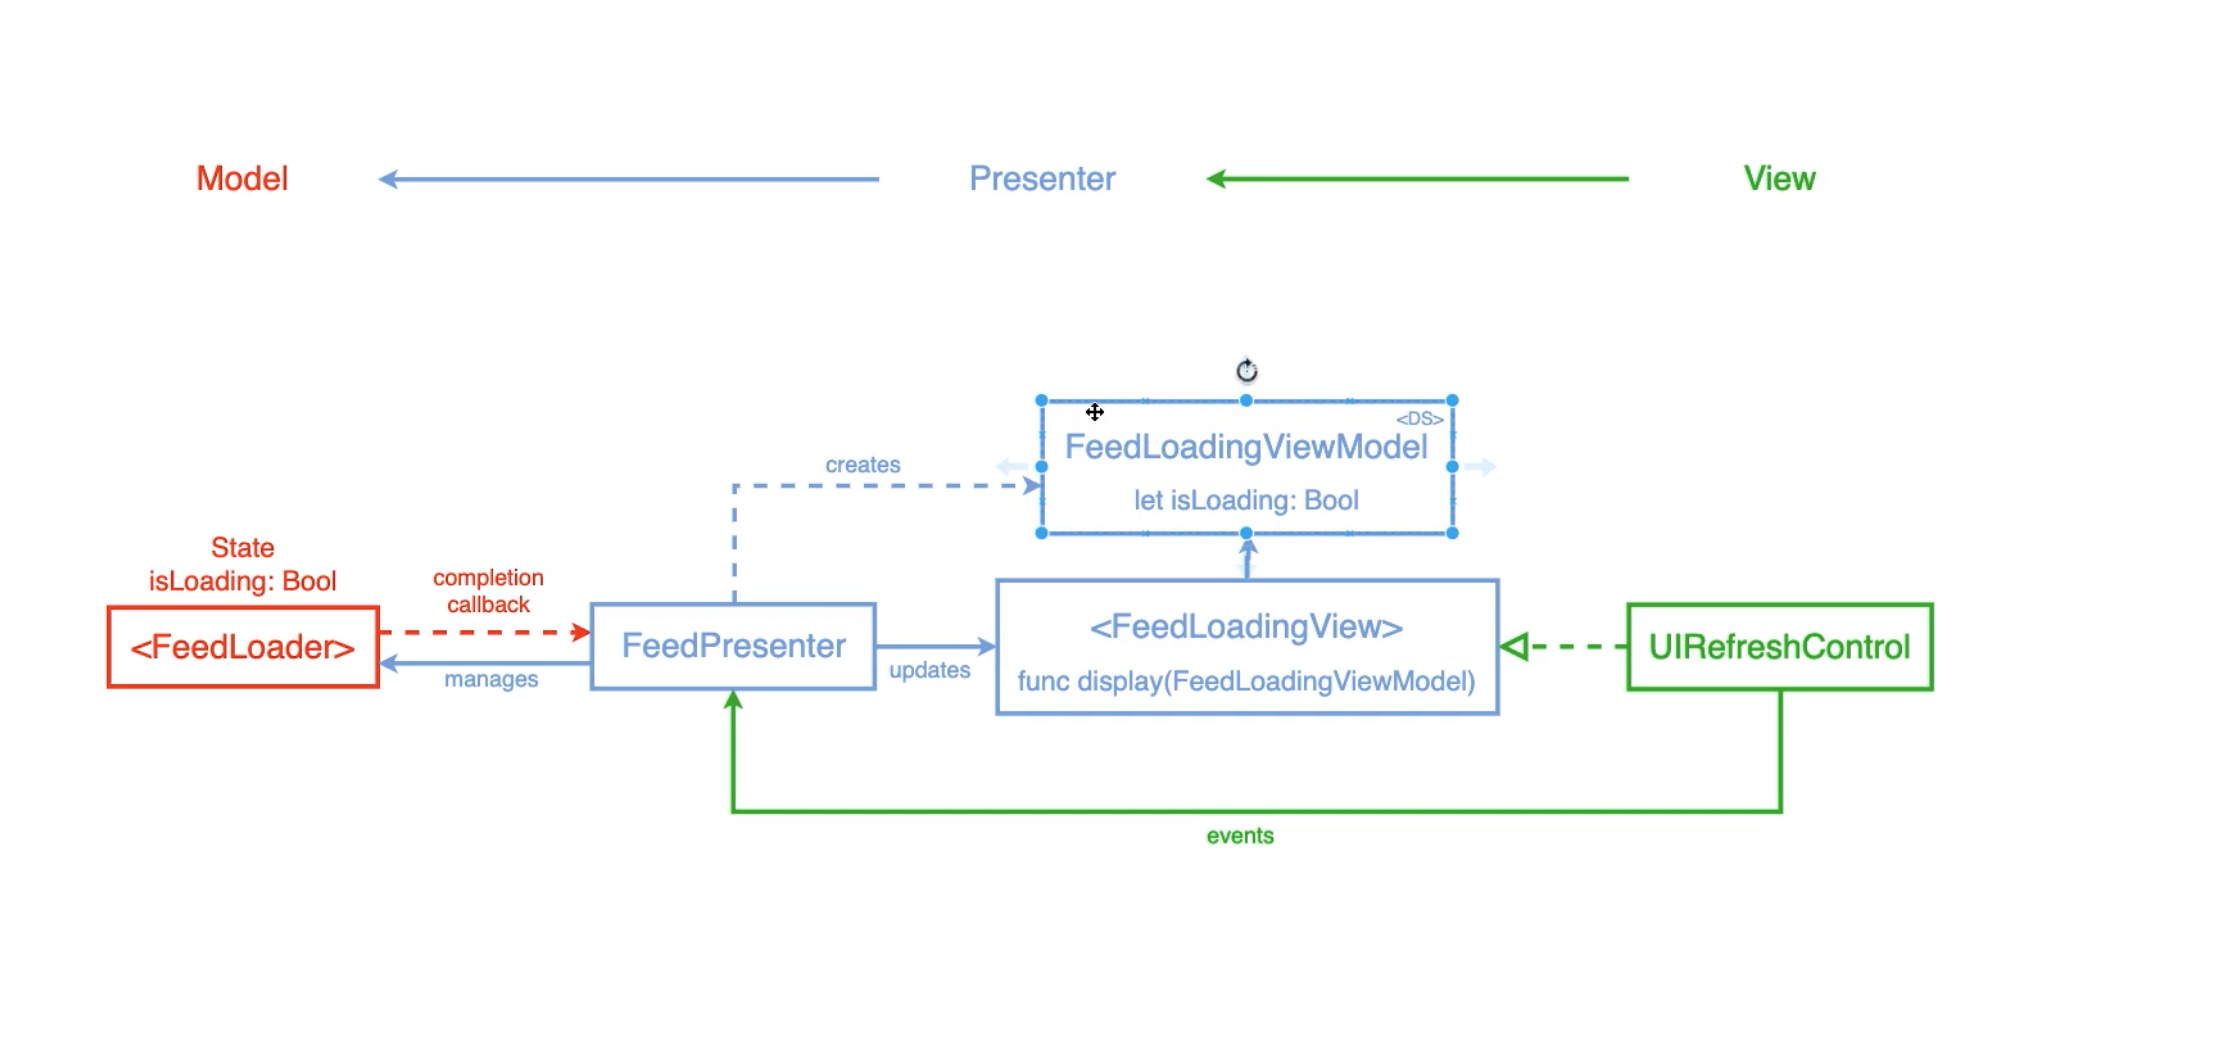 Model
Presenter
View
<DS>
FeedLoadingViewModel
let isLoading: Bool
creates
State
isLoading: Bool
<FeedLoader>
completion
callback
manages
FeedPresenter
updates
<FeedLoadingView>
func display(FeedLoadingViewModel)
UIRefreshControl
events